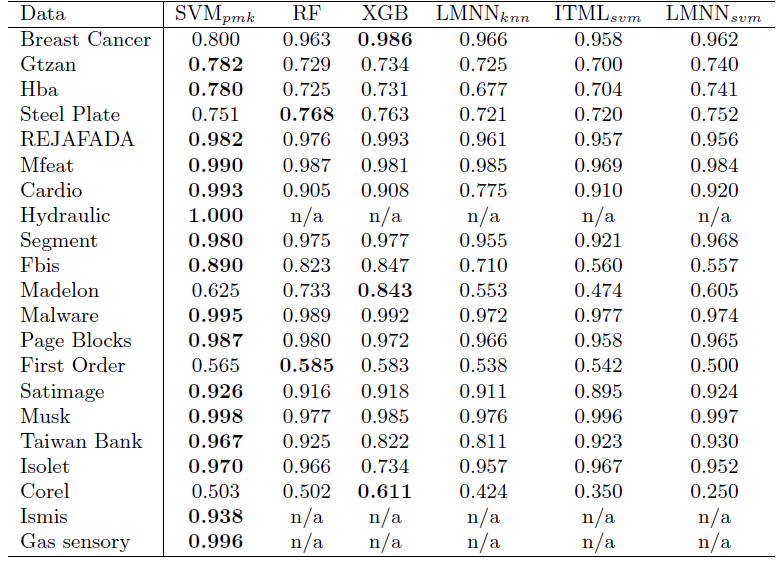 Data SVMpmk RF XGB LMNNknn ITMLsvm LMNNsvm
Breast Cancer 0.800 0.963 0.986 0.966 0.958 0.962
Gtzan 0.782 0.729 0.734 0.725 0.700 0.740
Hba 0.780 0.725 0.731 0.677 0.704 0.741
Steel Plate 0.751 0.768 0.763 0.721 0.720 0.752
REJAFADA 0.982 0.976 0.993 0.961 0.957 0.956
Mfeat 0.990 0.987 0.981 0.985 0.969 0.984
Cardio 0.993 0.905 0.908 0.775 0.910 0.920
Hydraulic 1.000 n/a n/a n/a n/a n/a
Segment 0.980 0.975 0.977 0.955 0.921 0.968
Fbis 0.890 0.823 0.847 0.710 0.560 0.557
Madelon 0.625 0.733 0.843 0.553 0.474 0.605
Malware 0.995 0.989 0.992 0.972 0.977 0.974
Page Blocks 0.987 0.980 0.972 0.966 0.958 0.965
First Order 0.565 0.585 0.583 0.538 0.542 0.500
Satimage 0.926 0.916 0.918 0.911 0.895 0.924
Musk 0.998 0.977 0.985 0.976 0.996 0.997
Taiwan Bank 0.967 0.925 0.822 0.811 0.923 0.930
Isolet 0.970 0.966 0.734 0.957 0.967 0.952
Corel 0.503 0.502 0.611 0.424 0.350 0.250
Ismis 0.938 n/a n/a n/a n/a n/a
Gas sensory 0.996 n/a n/a n/a n/a n/a